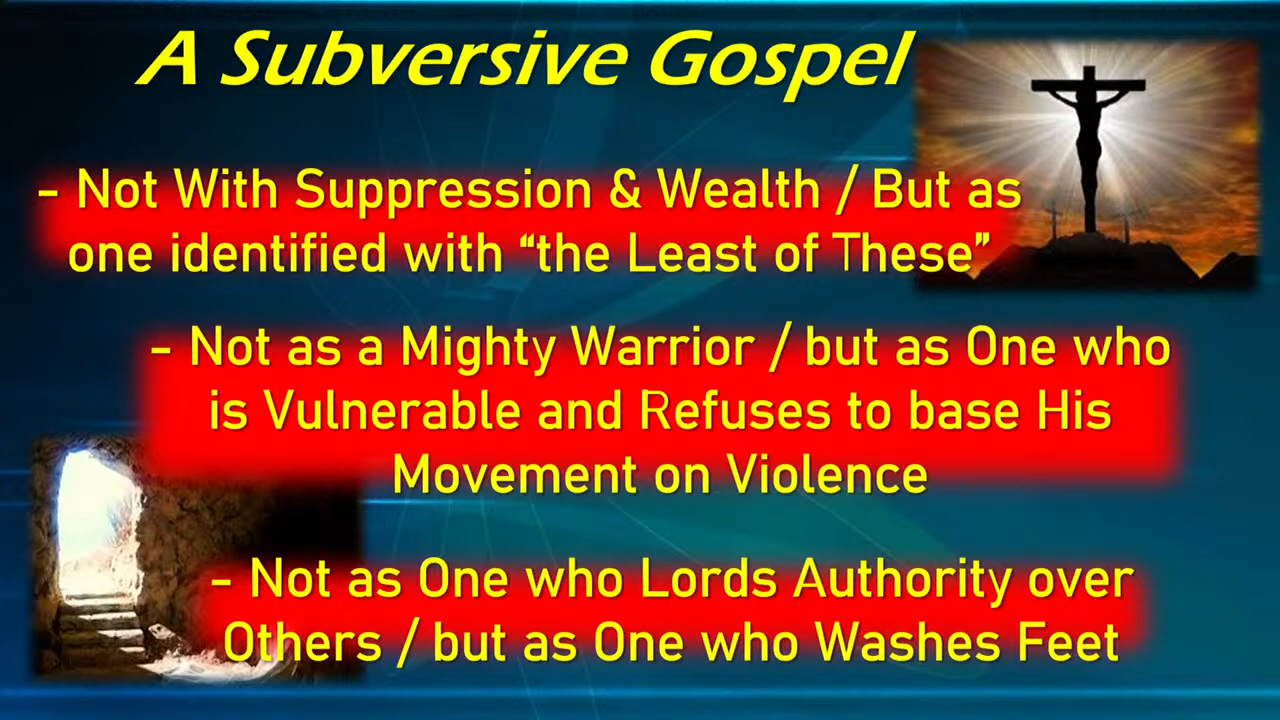 A Subversive Gospel
- Not With Suppression & Wealth / But as
one identified with “the Least of These”
- Not as a Mighty Warrior / but as One who
is Vulnerable and Refuses to base His
Movement on Violence
- Not as One who Lords Authority over
Others / but as One who Washes Feet